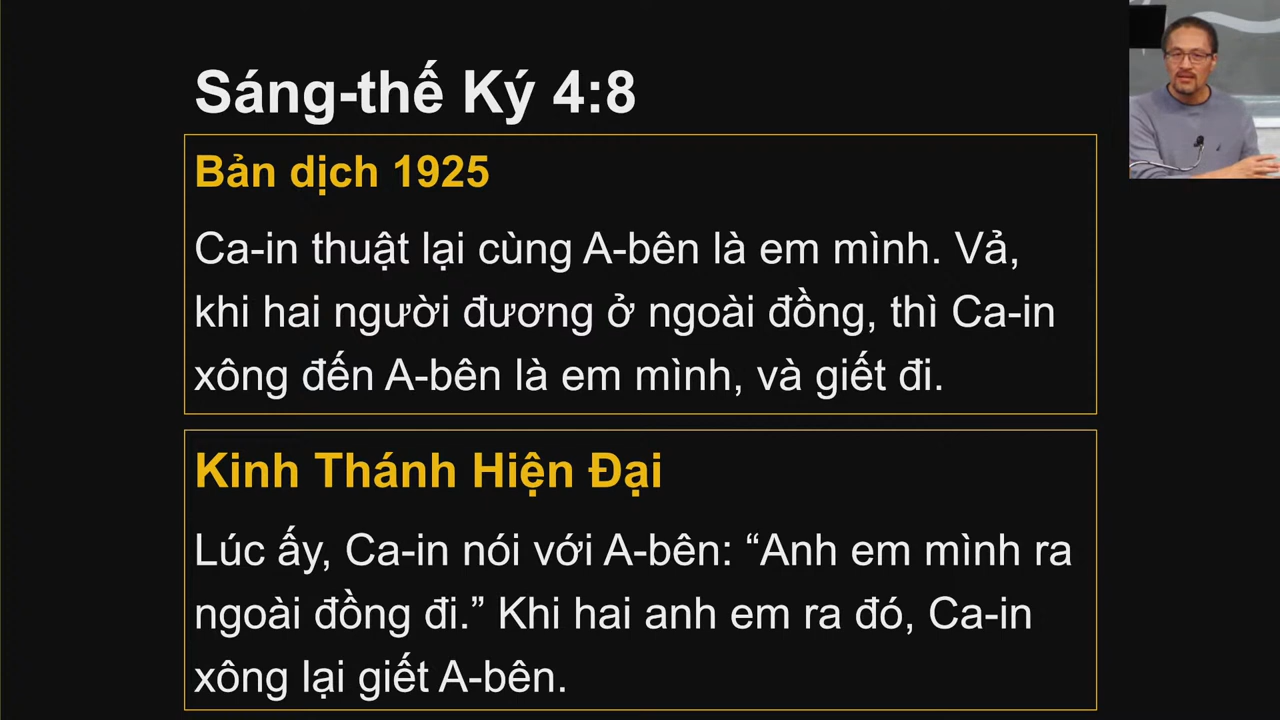 Sáng-thế Ký 4:8
Bản dịch 1925
Ca-in thuật lại cùng A-bên là em mình. Vả,
khi hai người đương ở ngoài đồng, thì Ca-in
xông đến A-bên là em mình, và giết đi.
Kinh Thánh Hiện Đại
Lúc ấy, Ca-in nói với A-bên: “Anh em mình ra
ngoài đồng đi.” Khi hai anh em ra đó, Ca-in
xông lại giết A-bên.